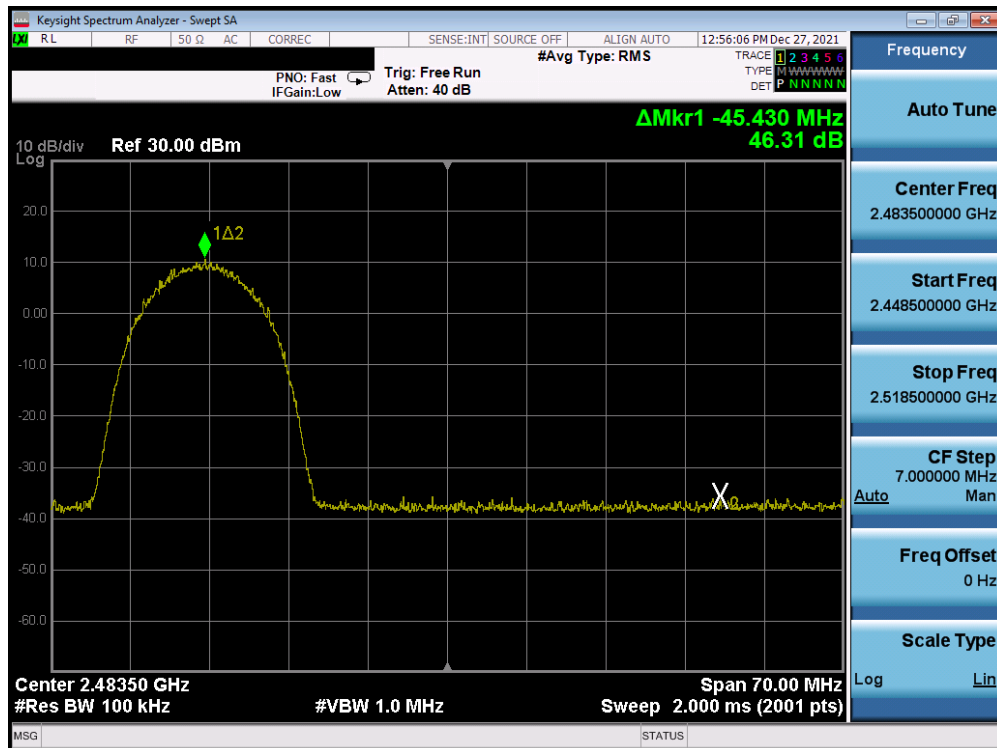 Keysight Spectrum Analyzer - Swept SA
LXI RL RF 50 Ω AC CORREC SENSE:INT SOURCE OFF ALIGN AUTO 12:56:06 PM Dec 27, 2021
PNO: Fast
IFGain:Low
Trig: Free Run
Atten: 40 dB
#Avg Type: RMS
TRACE 1 2 3 4 5 6
TYPE M W W W W W
DET P N N N N N
ΔMkr1 -45.430 MHz
46.31 dB
10 dB/div Ref 30.00 dBm
Log
20.0
1Δ2
10.0
0.00
-10.0
-20.0
-30.0
-40.0
-50.0
-60.0
Center 2.48350 GHz Span 70.00 MHz
#Res BW 100 kHz #VBW 1.0 MHz Sweep 2.000 ms (2001 pts)
MSG STATUS
Frequency
Auto Tune
Center Freq
2.483500000 GHz
Start Freq
2.448500000 GHz
Stop Freq
2.518500000 GHz
CF Step
7.000000 MHz
Auto Man
Freq Offset
0 Hz
Scale Type
Log Lin